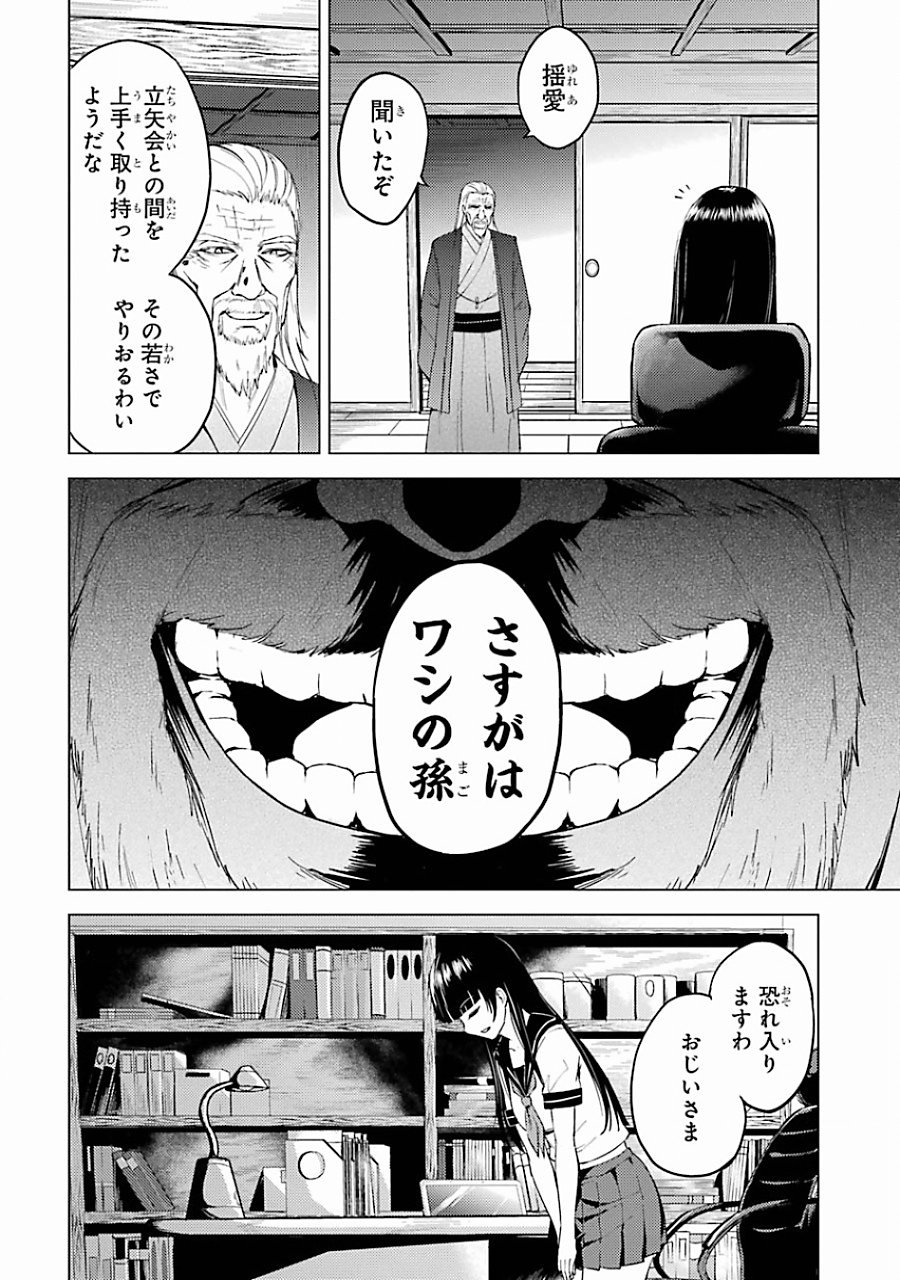 揺愛
聞いたぞ
立矢会との間を
上手く取り持った
ようだな
その若さで
やりおるわい
さすがは
ワシの孫
恐れ入り
ますわ
おじいさま